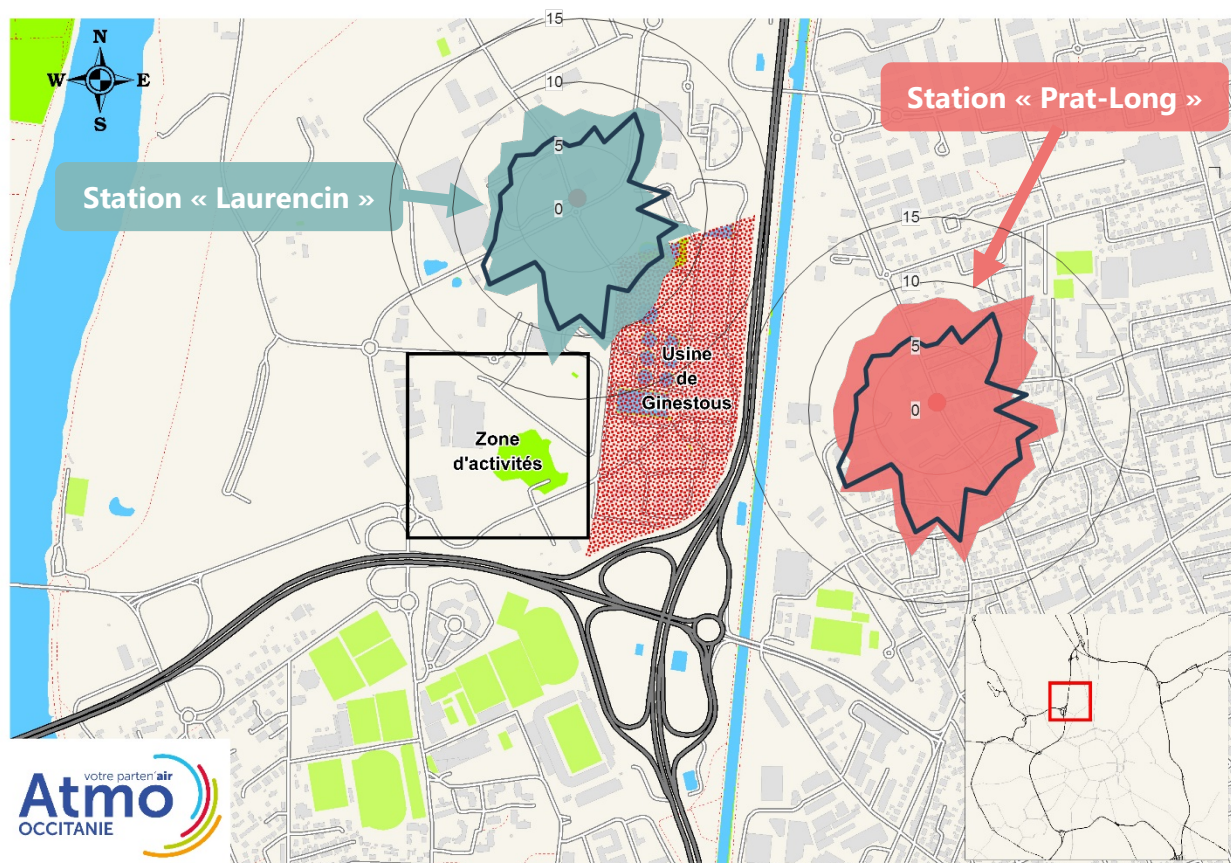 15
N
W E
S
10
Station « Prat-Long »
5
Station « Laurencin »
0
15
10
Usine
de
Ginestous
5
0
Zone
d'activités
votre parten'air
Atmo
OCCITANIE